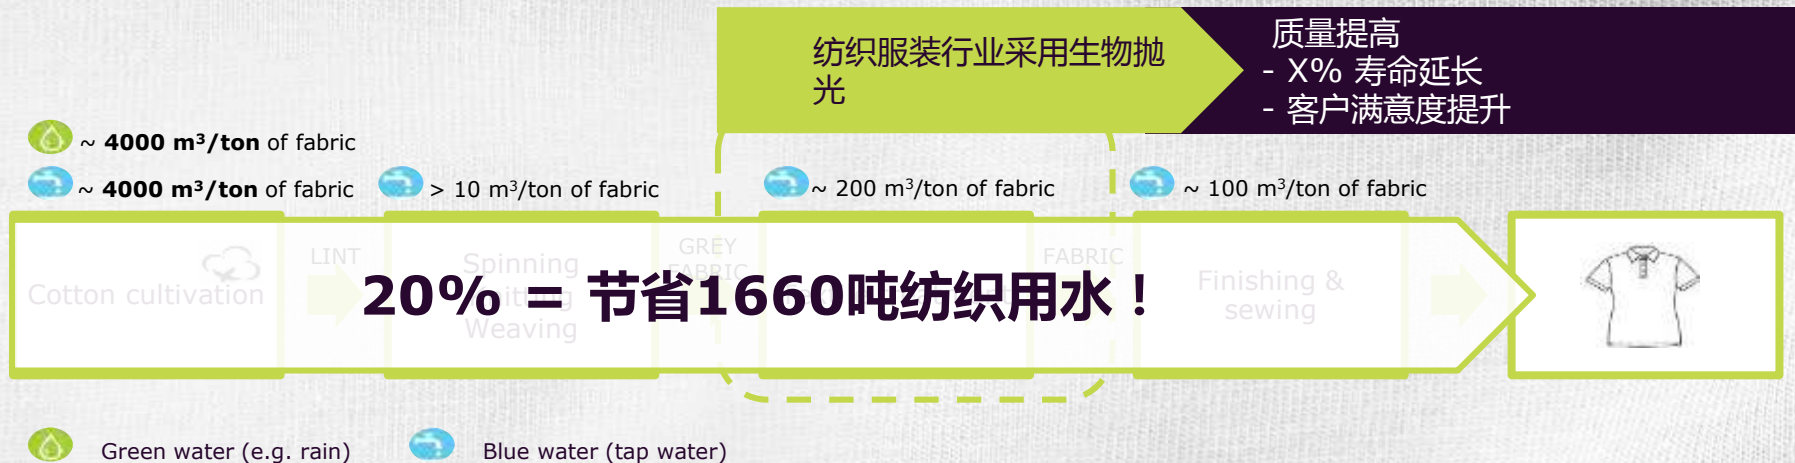 纺织服装行业采用生物抛
光
质量提高
- X% 寿命延长
- 客户满意度提升
~ 4000 m³/ton of fabric
~ 4000 m³/ton of fabric
> 10 m³/ton of fabric
~ 200 m³/ton of fabric
~ 100 m³/ton of fabric
Cotton cultivation
LINT
Spinning
Weaving
GREY
FABRIC
FABRIC
Finishing &
sewing
20% = 节省1660吨纺织用水！
Green water (e.g. rain)
Blue water (tap water)